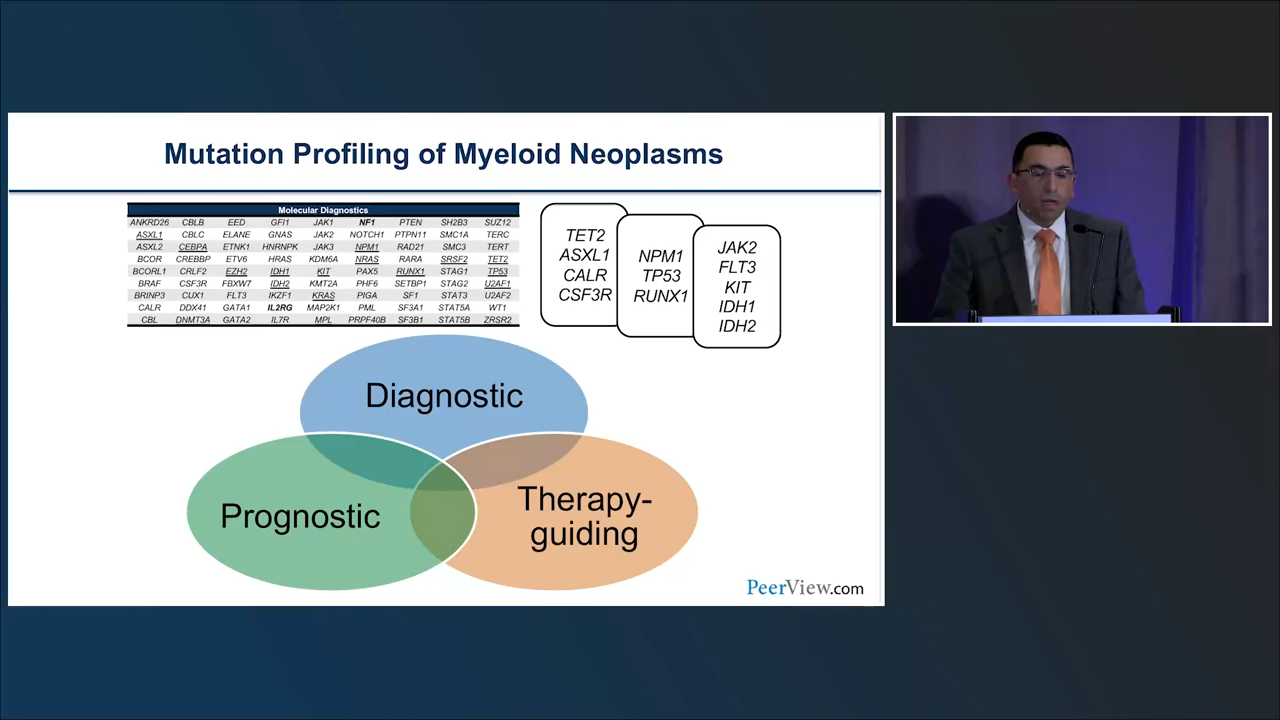 Mutation Profiling of Myeloid Neoplasms
Molecular Diagnostics
ANKRD26 CBLB EED GFI1 JAK1 NF1 PTEN SH2B3 SUZ12
ASXL1 CBLC ELANE GNAS JAK2 NOTCH1 PTPN11 SMC1A TERC
ASXL2 CEBPA ETNK1 HNRNPK JAK3 NPM1 RAD21 SMC3 TERT
BCOR CREBBP ETV6 HRAS KDM6A NRAS RARA SRSF2 TET2
BCORL1 CRLF2 EZH2 IDH1 KIT PAX5 RUNX1 STAG1 TP53
BRAF CSF3R FBXW7 IDH2 KMT2A PHF6 SETBP1 STAG2 U2AF1
BRINP3 CUX1 FLT3 IKZF1 KRAS PIGA SF1 STAT3 U2AF2
CALR DDX41 GATA1 IL2RG MAP2K1 PML SF3A1 STAT5A WT1
CBL DNMT3A GATA2 IL7R MPL PRPF40B SF3B1 STAT5B ZRSR2
TET2
ASXL1
CALR
CSF3R
NPM1
TP53
RUNX1
JAK2
FLT3
KIT
IDH1
IDH2
Diagnostic
Prognostic
Therapy-
guiding
PeerView.com